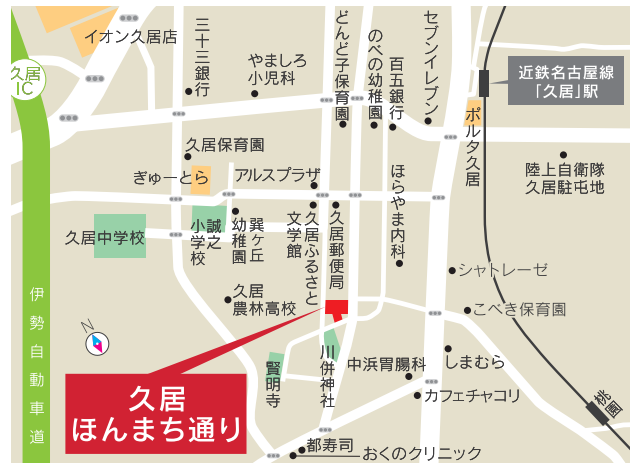 イオン久居店
久居
IC
三十三銀行
やましろ
小児科
どんど子保育園
のべの幼稚園
百五銀行
セブンイレブン
近鉄名古屋線
「久居」駅
ポルタ久居
陸上自衛隊
久居駐屯地
久居保育園
ぎゅーとら
アルスプラザ
ほらやま内科
久居中学校
誠之
小学校
巽ケ丘
幼稚園
久居ふるさと
文学館
久居郵便局
シャトレーゼ
こべき保育園
久居
農林高校
伊勢自動車道
N
川併神社
賢明寺
中浜胃腸科
しまむら
カフェチャコリ
桃園
久居
ほんまち通り
都寿司
おくのクリニック